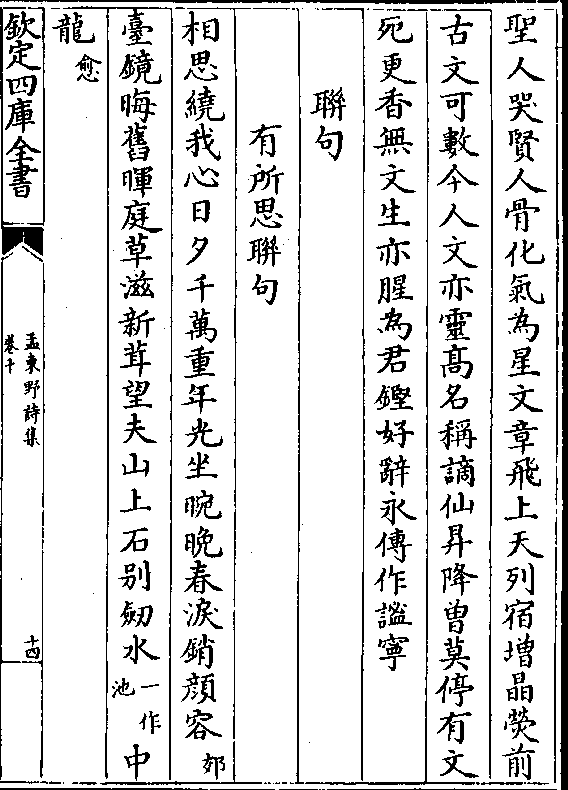 聖人哭賢人骨化氣為星文章飛上天列宿增晶熒前
古文可數今人文亦靈高名稱謫仙昇降曾莫停有文
死更香無文生亦腥為君鏗好辭永傳作謐寧
聯句
有所思聯句
相思繞我心日夕千萬重年光坐晼晚春淚銷顔容郊
臺鏡晦舊暉庭草滋新茸望夫山上石别劒水一作池中
龍愈
欽定四庫全書
孟東野詩集
卷十
十四